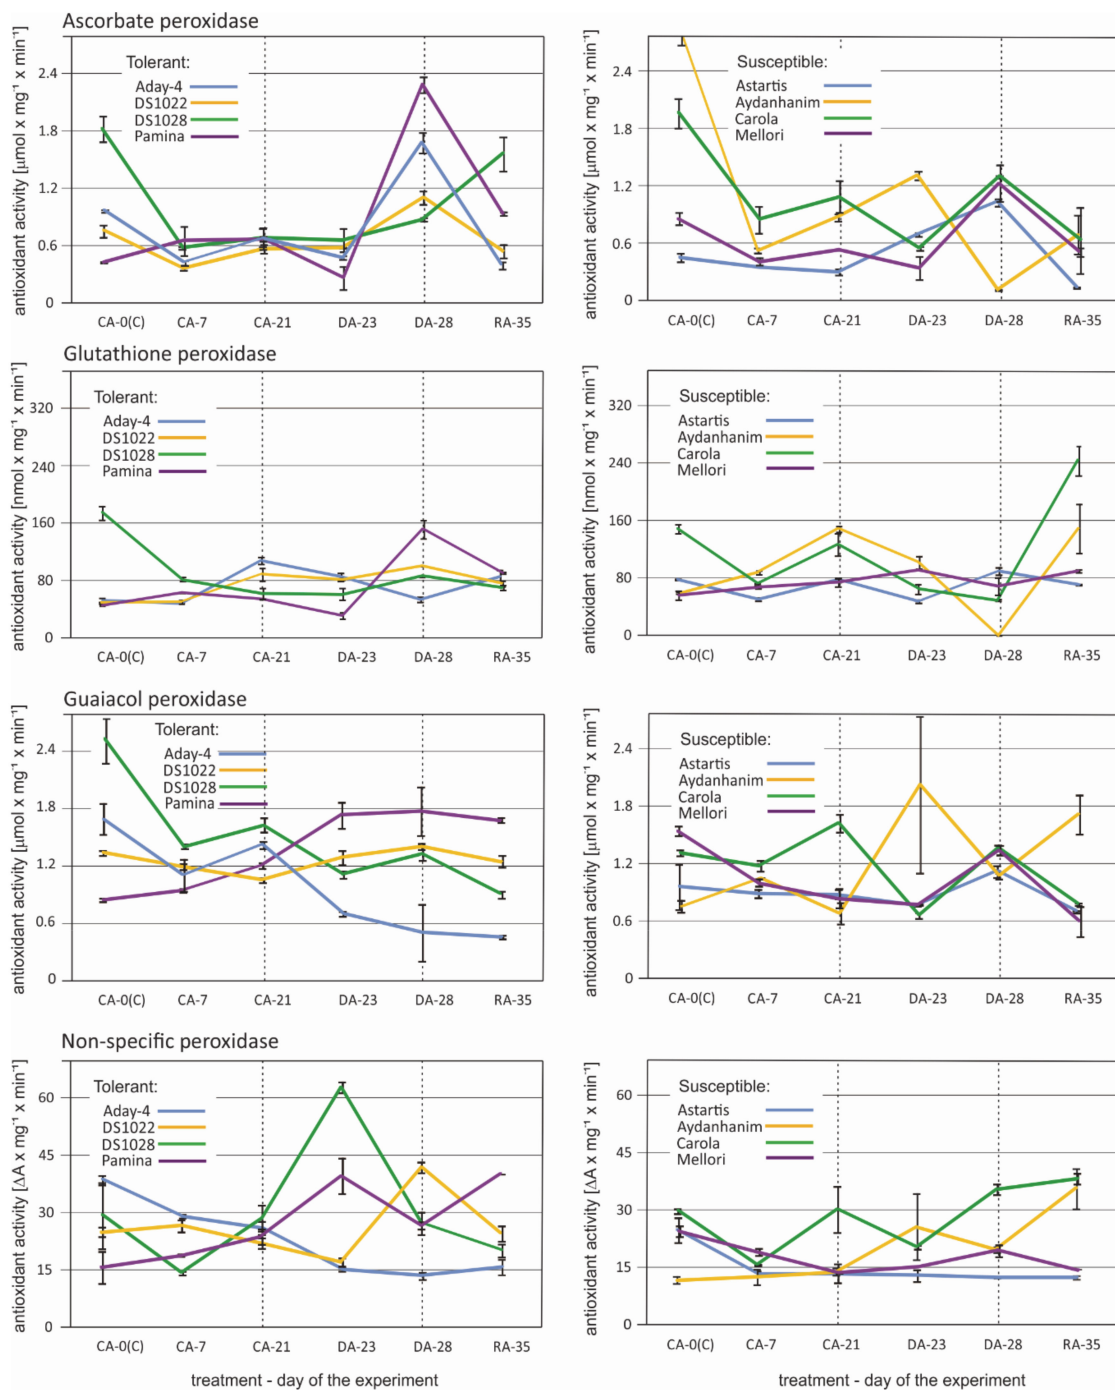 Ascorbate peroxidase
antioxidant activity [μmol x mg⁻¹ x min⁻¹]
2.4
1.8
1.2
0.6
0
Tolerant:
Aday-4
DS1022
DS1028
Pamina
CA-0(C) CA-7 CA-21 DA-23 DA-28 RA-35
antioxidant activity [μmol x mg⁻¹ x min⁻¹]
2.4
1.8
1.2
0.6
0
Susceptible:
Astartis
Aydanhanim
Carola
Mellori
CA-0(C) CA-7 CA-21 DA-23 DA-28 RA-35
Glutathione peroxidase
antioxidant activity [nmol x mg⁻¹ x min⁻¹]
320
240
160
80
0
Tolerant:
Aday-4
DS1022
DS1028
Pamina
CA-0(C) CA-7 CA-21 DA-23 DA-28 RA-35
antioxidant activity [nmol x mg⁻¹ x min⁻¹]
320
240
160
80
0
Susceptible:
Astartis
Aydanhanim
Carola
Mellori
CA-0(C) CA-7 CA-21 DA-23 DA-28 RA-35
Guaiacol peroxidase
antioxidant activity [μmol x mg⁻¹ x min⁻¹]
2.4
1.8
1.2
0.6
0
Tolerant:
Aday-4
DS1022
DS1028
Pamina
CA-0(C) CA-7 CA-21 DA-23 DA-28 RA-35
antioxidant activity [μmol x mg⁻¹ x min⁻¹]
2.4
1.8
1.2
0.6
0
Susceptible:
Astartis
Aydanhanim
Carola
Mellori
CA-0(C) CA-7 CA-21 DA-23 DA-28 RA-35
Non-specific peroxidase
antioxidant activity [ΔA x mg⁻¹ x min⁻¹]
60
45
30
15
0
Tolerant:
Aday-4
DS1022
DS1028
Pamina
CA-0(C) CA-7 CA-21 DA-23 DA-28 RA-35
treatment - day of the experiment
antioxidant activity [ΔA x mg⁻¹ x min⁻¹]
60
45
30
15
0
Susceptible:
Astartis
Aydanhanim
Carola
Mellori
CA-0(C) CA-7 CA-21 DA-23 DA-28 RA-35
treatment - day of the experiment